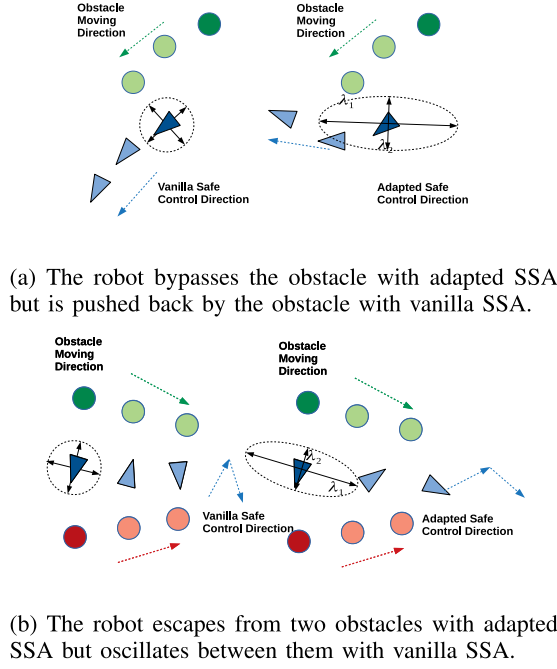 Obstacle
Moving
Direction
Obstacle
Moving
Direction
λ1
λ2
Vanilla Safe
Control Direction
Adapted Safe
Control Direction
(a) The robot bypasses the obstacle with adapted SSA
but is pushed back by the obstacle with vanilla SSA.
Obstacle
Moving
Direction
Obstacle
Moving
Direction
λ2
λ1
Vanilla Safe
Control Direction
Adapted Safe
Control Direction
(b) The robot escapes from two obstacles with adapted
SSA but oscillates between them with vanilla SSA.